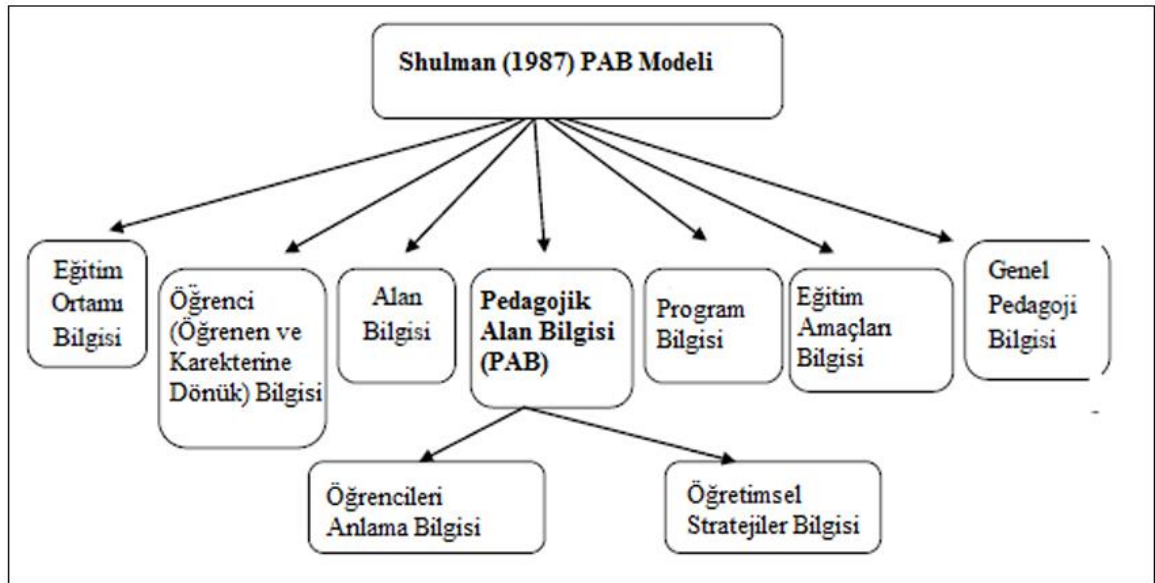 Shulman (1987) PAB Modeli
Eğitim
Ortamı
Bilgisi
Öğrenci
(Öğrenen ve
Karekterine
Dönük) Bilgisi
Alan
Bilgisi
Pedagojik
Alan Bilgisi
(PAB)
Program
Bilgisi
Eğitim
Amaçları
Bilgisi
Genel
Pedagoji
Bilgisi
Öğrencileri
Anlama Bilgisi
Öğretimsel
Stratejiler Bilgisi